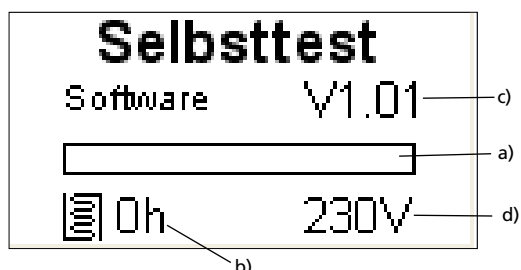 Selbsttest
Software V1.01 c)
a)
0h 230V d)
b)